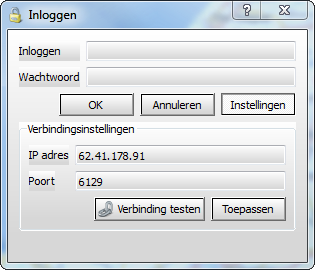 Inloggen
Inloggen
Wachtwoord
OK Annuleren Instellingen
Verbindingsinstellingen
IP adres 62.41.178.91
Poort 6129
Verbinding testen Toepassen